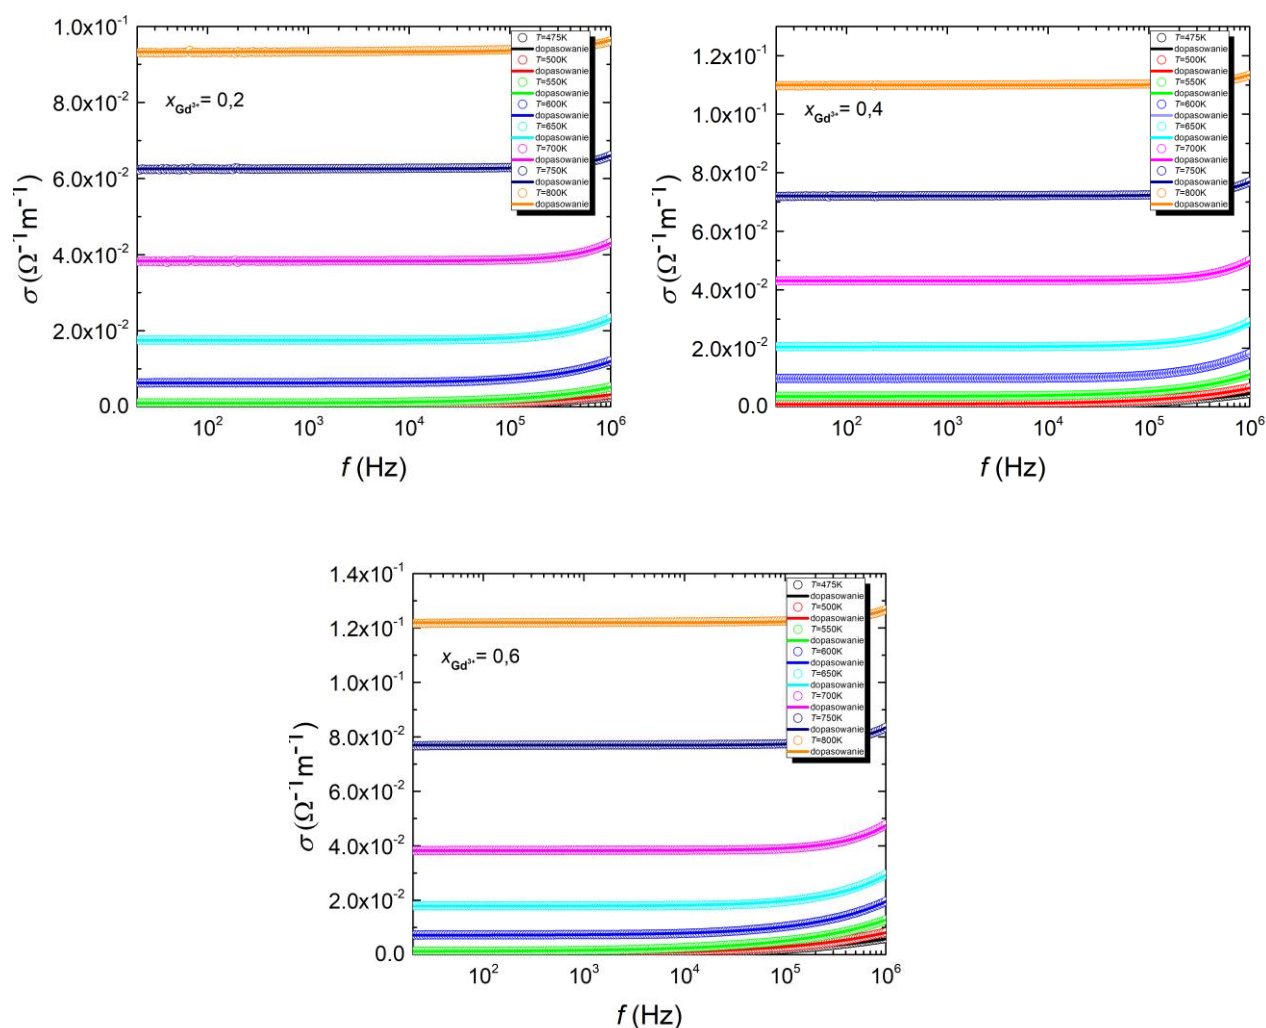 1.0x10⁻¹
8.0x10⁻²
6.0x10⁻²
4.0x10⁻²
2.0x10⁻²
0.0
σ (Ω⁻¹m⁻¹)
x Gd³⁺ = 0,2
T=475K
dopasowanie
T=500K
dopasowanie
T=550K
dopasowanie
T=600K
dopasowanie
T=650K
dopasowanie
T=700K
dopasowanie
T=750K
dopasowanie
T=800K
dopasowanie
10² 10³ 10⁴ 10⁵ 10⁶
f (Hz)
1.2x10⁻¹
1.0x10⁻¹
8.0x10⁻²
6.0x10⁻²
4.0x10⁻²
2.0x10⁻²
0.0
σ (Ω⁻¹m⁻¹)
x Gd³⁺ = 0,4
T=475K
dopasowanie
T=500K
dopasowanie
T=550K
dopasowanie
T=600K
dopasowanie
T=650K
dopasowanie
T=700K
dopasowanie
T=750K
dopasowanie
T=800K
dopasowanie
10² 10³ 10⁴ 10⁵ 10⁶
f (Hz)
1.4x10⁻¹
1.2x10⁻¹
1.0x10⁻¹
8.0x10⁻²
6.0x10⁻²
4.0x10⁻²
2.0x10⁻²
0.0
σ (Ω⁻¹m⁻¹)
x Gd³⁺ = 0,6
T=475K
dopasowanie
T=500K
dopasowanie
T=550K
dopasowanie
T=600K
dopasowanie
T=650K
dopasowanie
T=700K
dopasowanie
T=750K
dopasowanie
T=800K
dopasowanie
10² 10³ 10⁴ 10⁵ 10⁶
f (Hz)